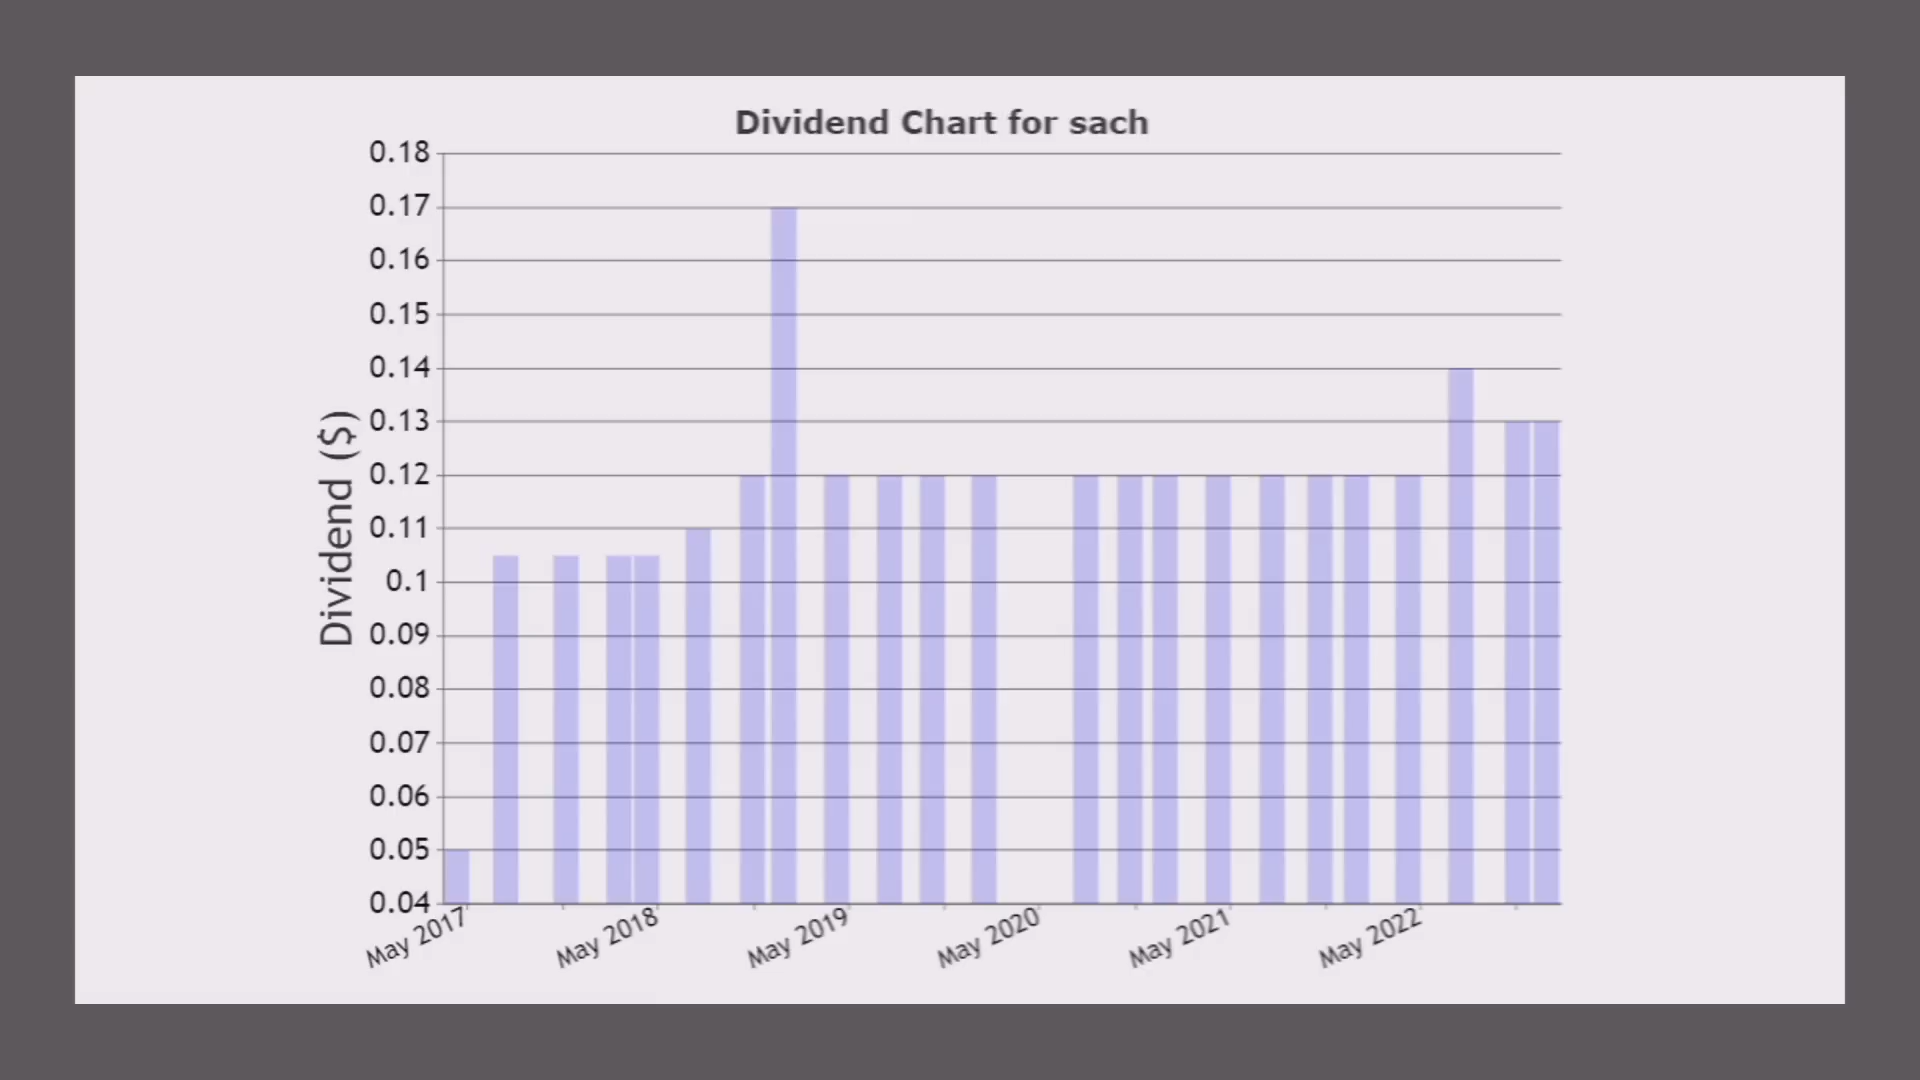 Dividend Chart for sach
0.18
0.17
0.16
0.15
0.14
0.13
0.12
0.11
0.1
0.09
0.08
0.07
0.06
0.05
0.04
Dividend ($)
May 2017
May 2018
May 2019
May 2020
May 2021
May 2022